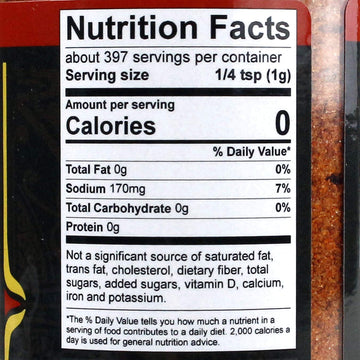 Nutrition Facts
about 397 servings per container
Serving size 1/4 tsp (1g)
Amount per serving
Calories 0
% Daily Value*
Total Fat 0g 0%
Sodium 170mg 7%
Total Carbohydrate 0g 0%
Protein 0g
Not a significant source of saturated fat,
trans fat, cholesterol, dietary fiber, total
sugars, added sugars, vitamin D, calcium,
iron and potassium.
*The % Daily Value tells you how much a nutrient in a
serving of food contributes to a daily diet. 2,000 calories a
day is used for general nutrition advice.